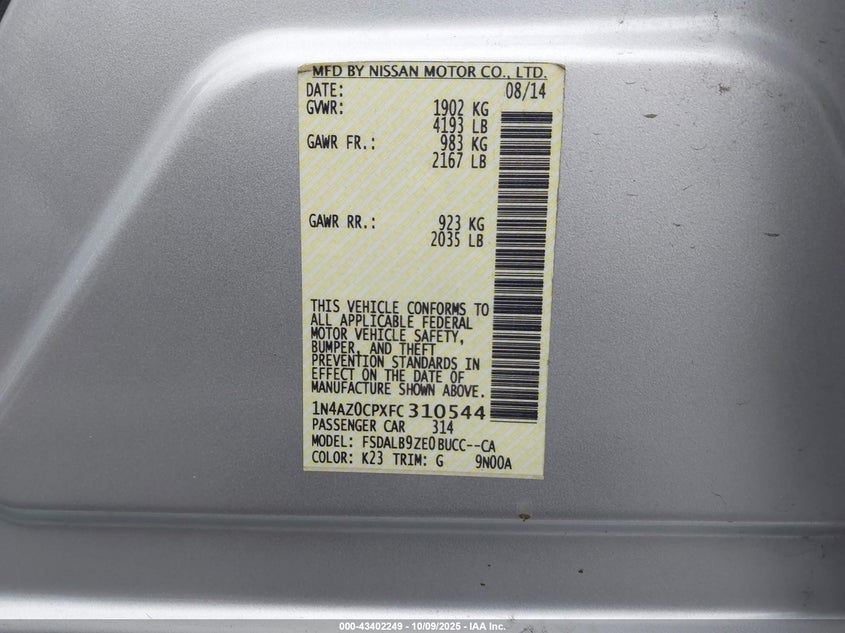 MFD BY NISSAN MOTOR CO., LTD.
DATE: 08/14
GVWR: 1902 KG
4193 LB
GAWR FR.: 983 KG
2167 LB
GAWR RR.: 923 KG
2035 LB
THIS VEHICLE CONFORMS TO
ALL APPLICABLE FEDERAL
MOTOR VEHICLE SAFETY,
BUMPER, AND THEFT
PREVENTION STANDARDS IN
EFFECT ON THE DATE OF
MANUFACTURE SHOWN ABOVE.
1N4AZ0CPXFC310544
PASSENGER CAR 314
MODEL: FSDALB9ZE0BUCC--CA
COLOR: K23 TRIM: G 9N00A
000-43402249 - 10/09/2025 - IAA Inc.